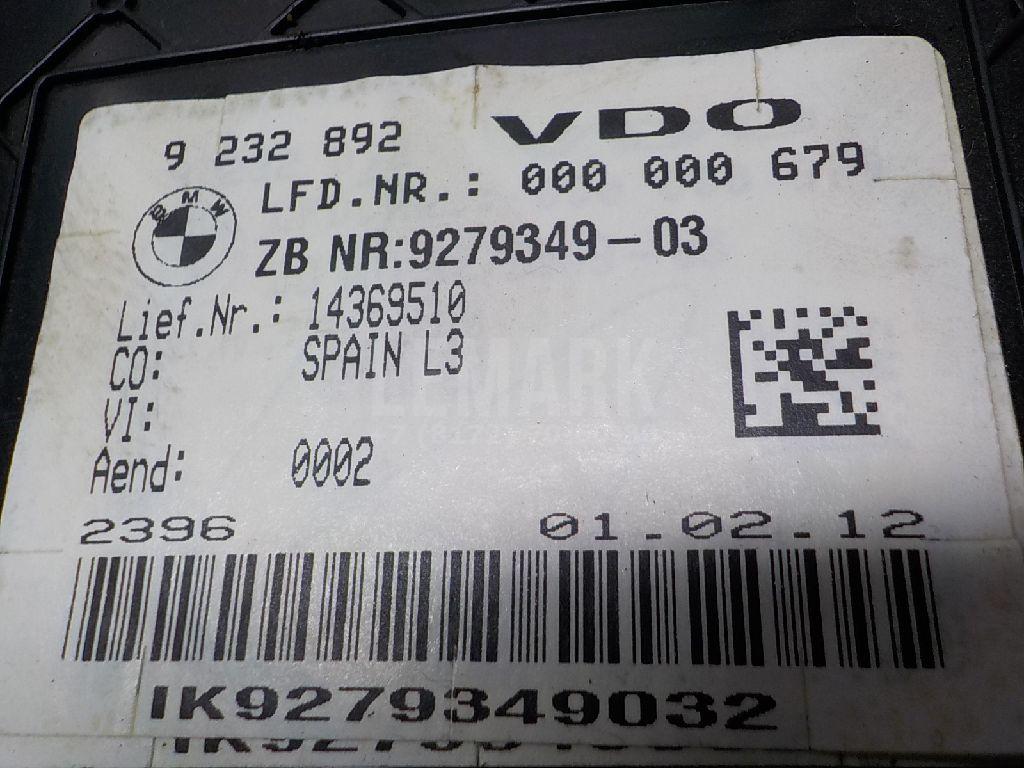 9 232 892 VDO
BMW
LFD.NR.: 000 000 679
ZB NR:9279349-03
Lief.Nr.: 14369510
CO: SPAIN L3
VI:
Aend: 0002
LEMARK
2396 01.02.12
IK9279349032